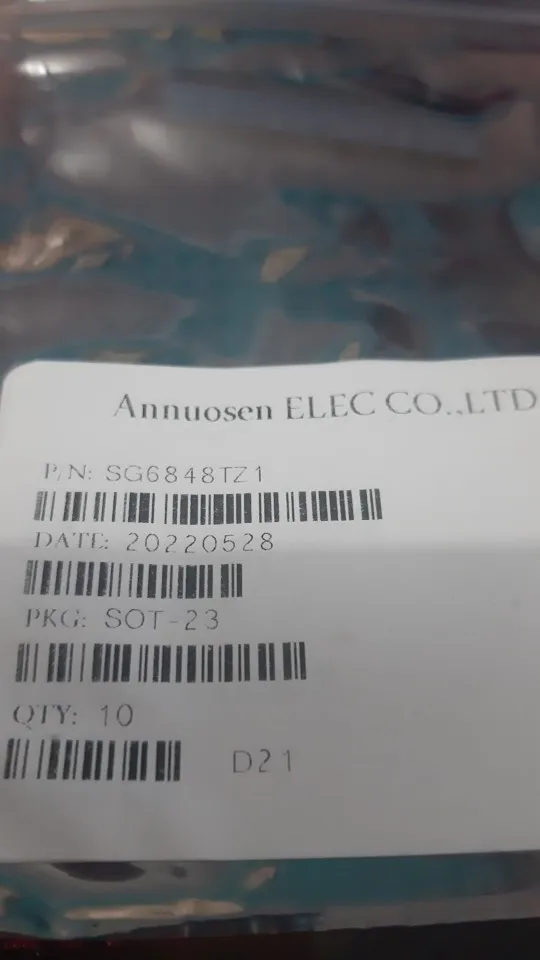 Annuosen ELEC CO.,LTD
P/N: SG6848TZ1
DATE: 20220528
PKG: SOT-23
QTY: 10
D21